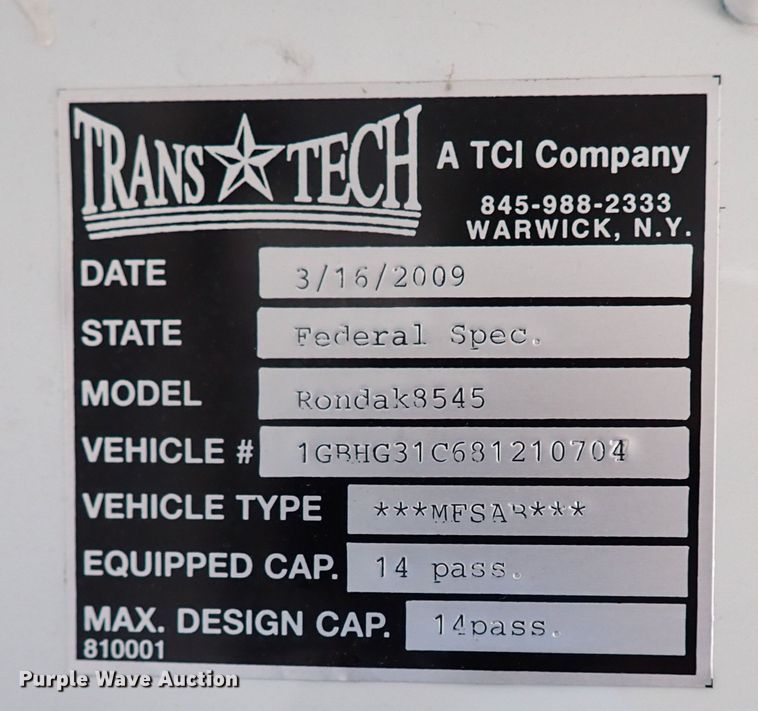 TRANS TECH A TCI Company
845-988-2333
WARWICK, N.Y.
DATE 3/16/2009
STATE Federal Spec.
MODEL Rondak8545
VEHICLE # 1GBHG31C681210704
VEHICLE TYPE ***MFSAB***
EQUIPPED CAP. 14 pass.
MAX. DESIGN CAP. 14pass.
810001
Purple Wave Auction